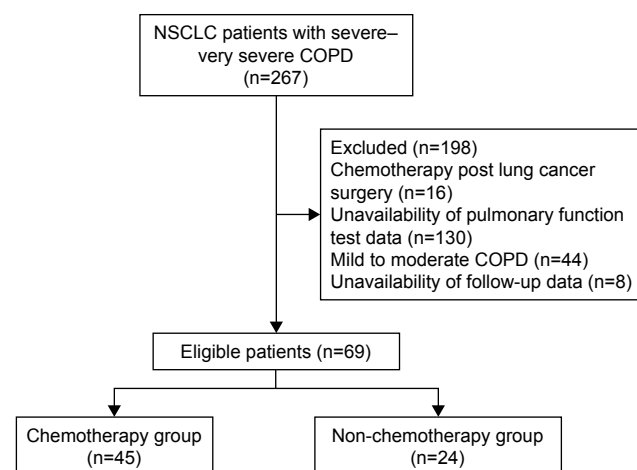 NSCLC patients with severe–
very severe COPD
(n=267)
Excluded (n=198)
Chemotherapy post lung cancer
surgery (n=16)
Unavailability of pulmonary function
test data (n=130)
Mild to moderate COPD (n=44)
Unavailability of follow-up data (n=8)
Eligible patients (n=69)
Chemotherapy group
(n=45)
Non-chemotherapy group
(n=24)